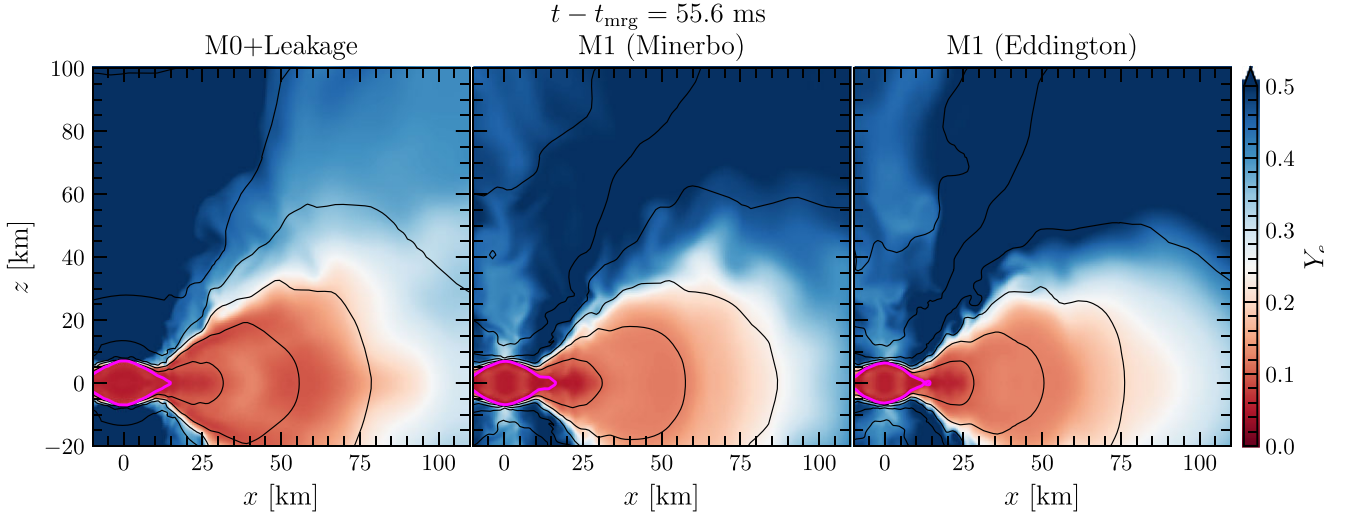 t − t_mrg = 55.6 ms
M0+Leakage M1 (Minerbo) M1 (Eddington)
100
80
60
40
20
0
−20
z [km]
0 25 50 75 100 0 25 50 75 100 0 25 50 75 100
x [km] x [km] x [km]
0.5
0.4
0.3
0.2
0.1
0.0
Y_e